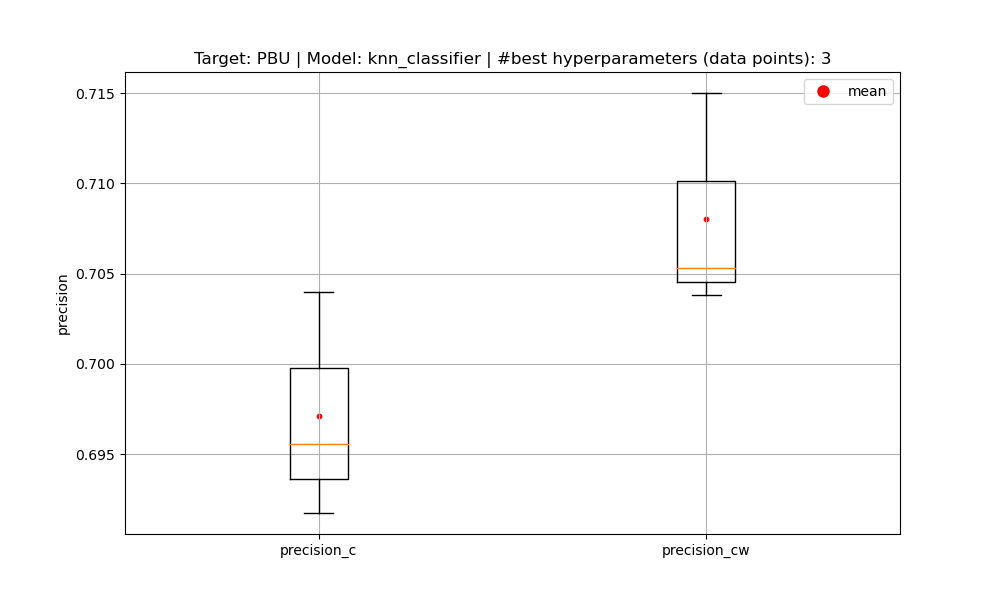 Target: PBU | Model: knn_classifier | #best hyperparameters (data points): 3
mean
0.715
0.710
0.705
0.700
0.695
precision
precision_c
precision_cw